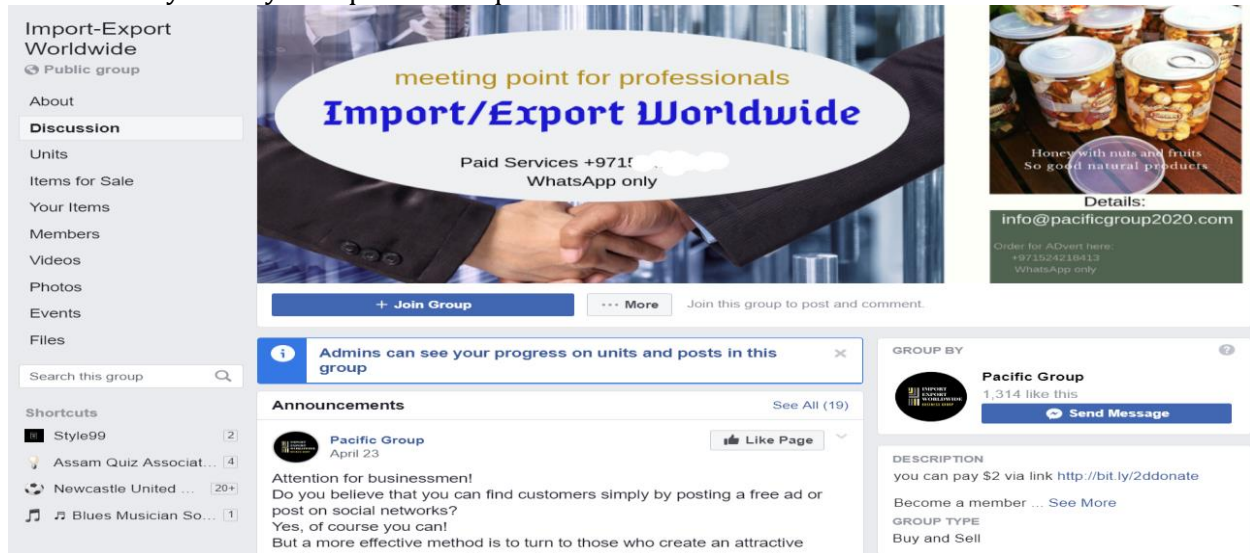 Import-Export
Worldwide
Public group
About
Discussion
Units
Items for Sale
Your Items
Members
Videos
Photos
Events
Files
Search this group
Shortcuts
Style99 2
Assam Quiz Associat... 4
Newcastle United ... 20+
Blues Musician So... 1
meeting point for professionals
Import/Export Worldwide
Paid Services +971
WhatsApp only
Honey with nuts and fruits
So good natural products
Details:
info@pacificgroup2020.com
Order for ADvert here:
+971524218413
WhatsApp only
+ Join Group
··· More
Join this group to post and comment.
Admins can see your progress on units and posts in this
group
Announcements
See All (19)
Pacific Group
April 23
Like Page
Attention for businessmen!
Do you believe that you can find customers simply by posting a free ad or
post on social networks?
Yes, of course you can!
But a more effective method is to turn to those who create an attractive
GROUP BY
IMPORT
EXPORT
WORLDWIDE
Pacific Group
1,314 like this
Send Message
DESCRIPTION
you can pay $2 via link http://bit.ly/2ddonate
Become a member ... See More
GROUP TYPE
Buy and Sell